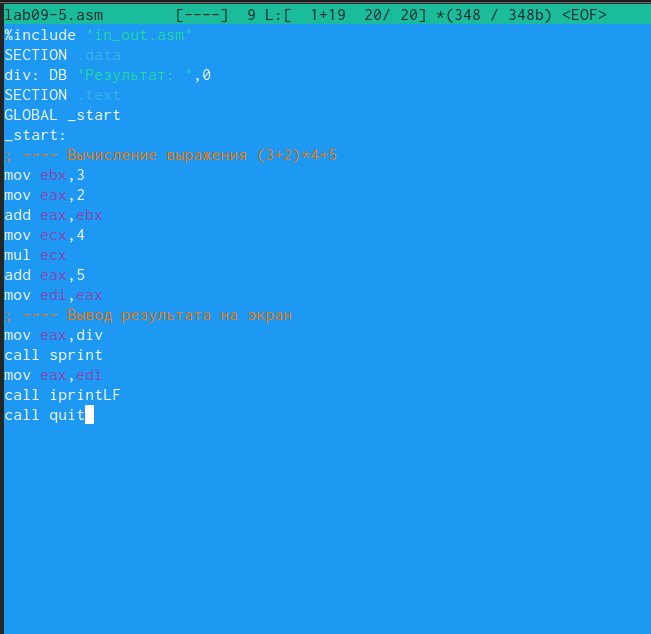 lab09-5.asm [----] 9 L:[ 1+19 20/ 20] *(348 / 348b) <EOF>
%include 'in_out.asm'
SECTION .data
div: DB 'Результат: ',0
SECTION .text
GLOBAL _start
_start:
; ---- Вычисление выражения (3+2)*4+5
mov ebx,3
mov eax,2
add eax,ebx
mov ecx,4
mul ecx
add eax,5
mov edi,eax
; ---- Вывод результата на экран
mov eax,div
call sprint
mov eax,edi
call iprintLF
call quit